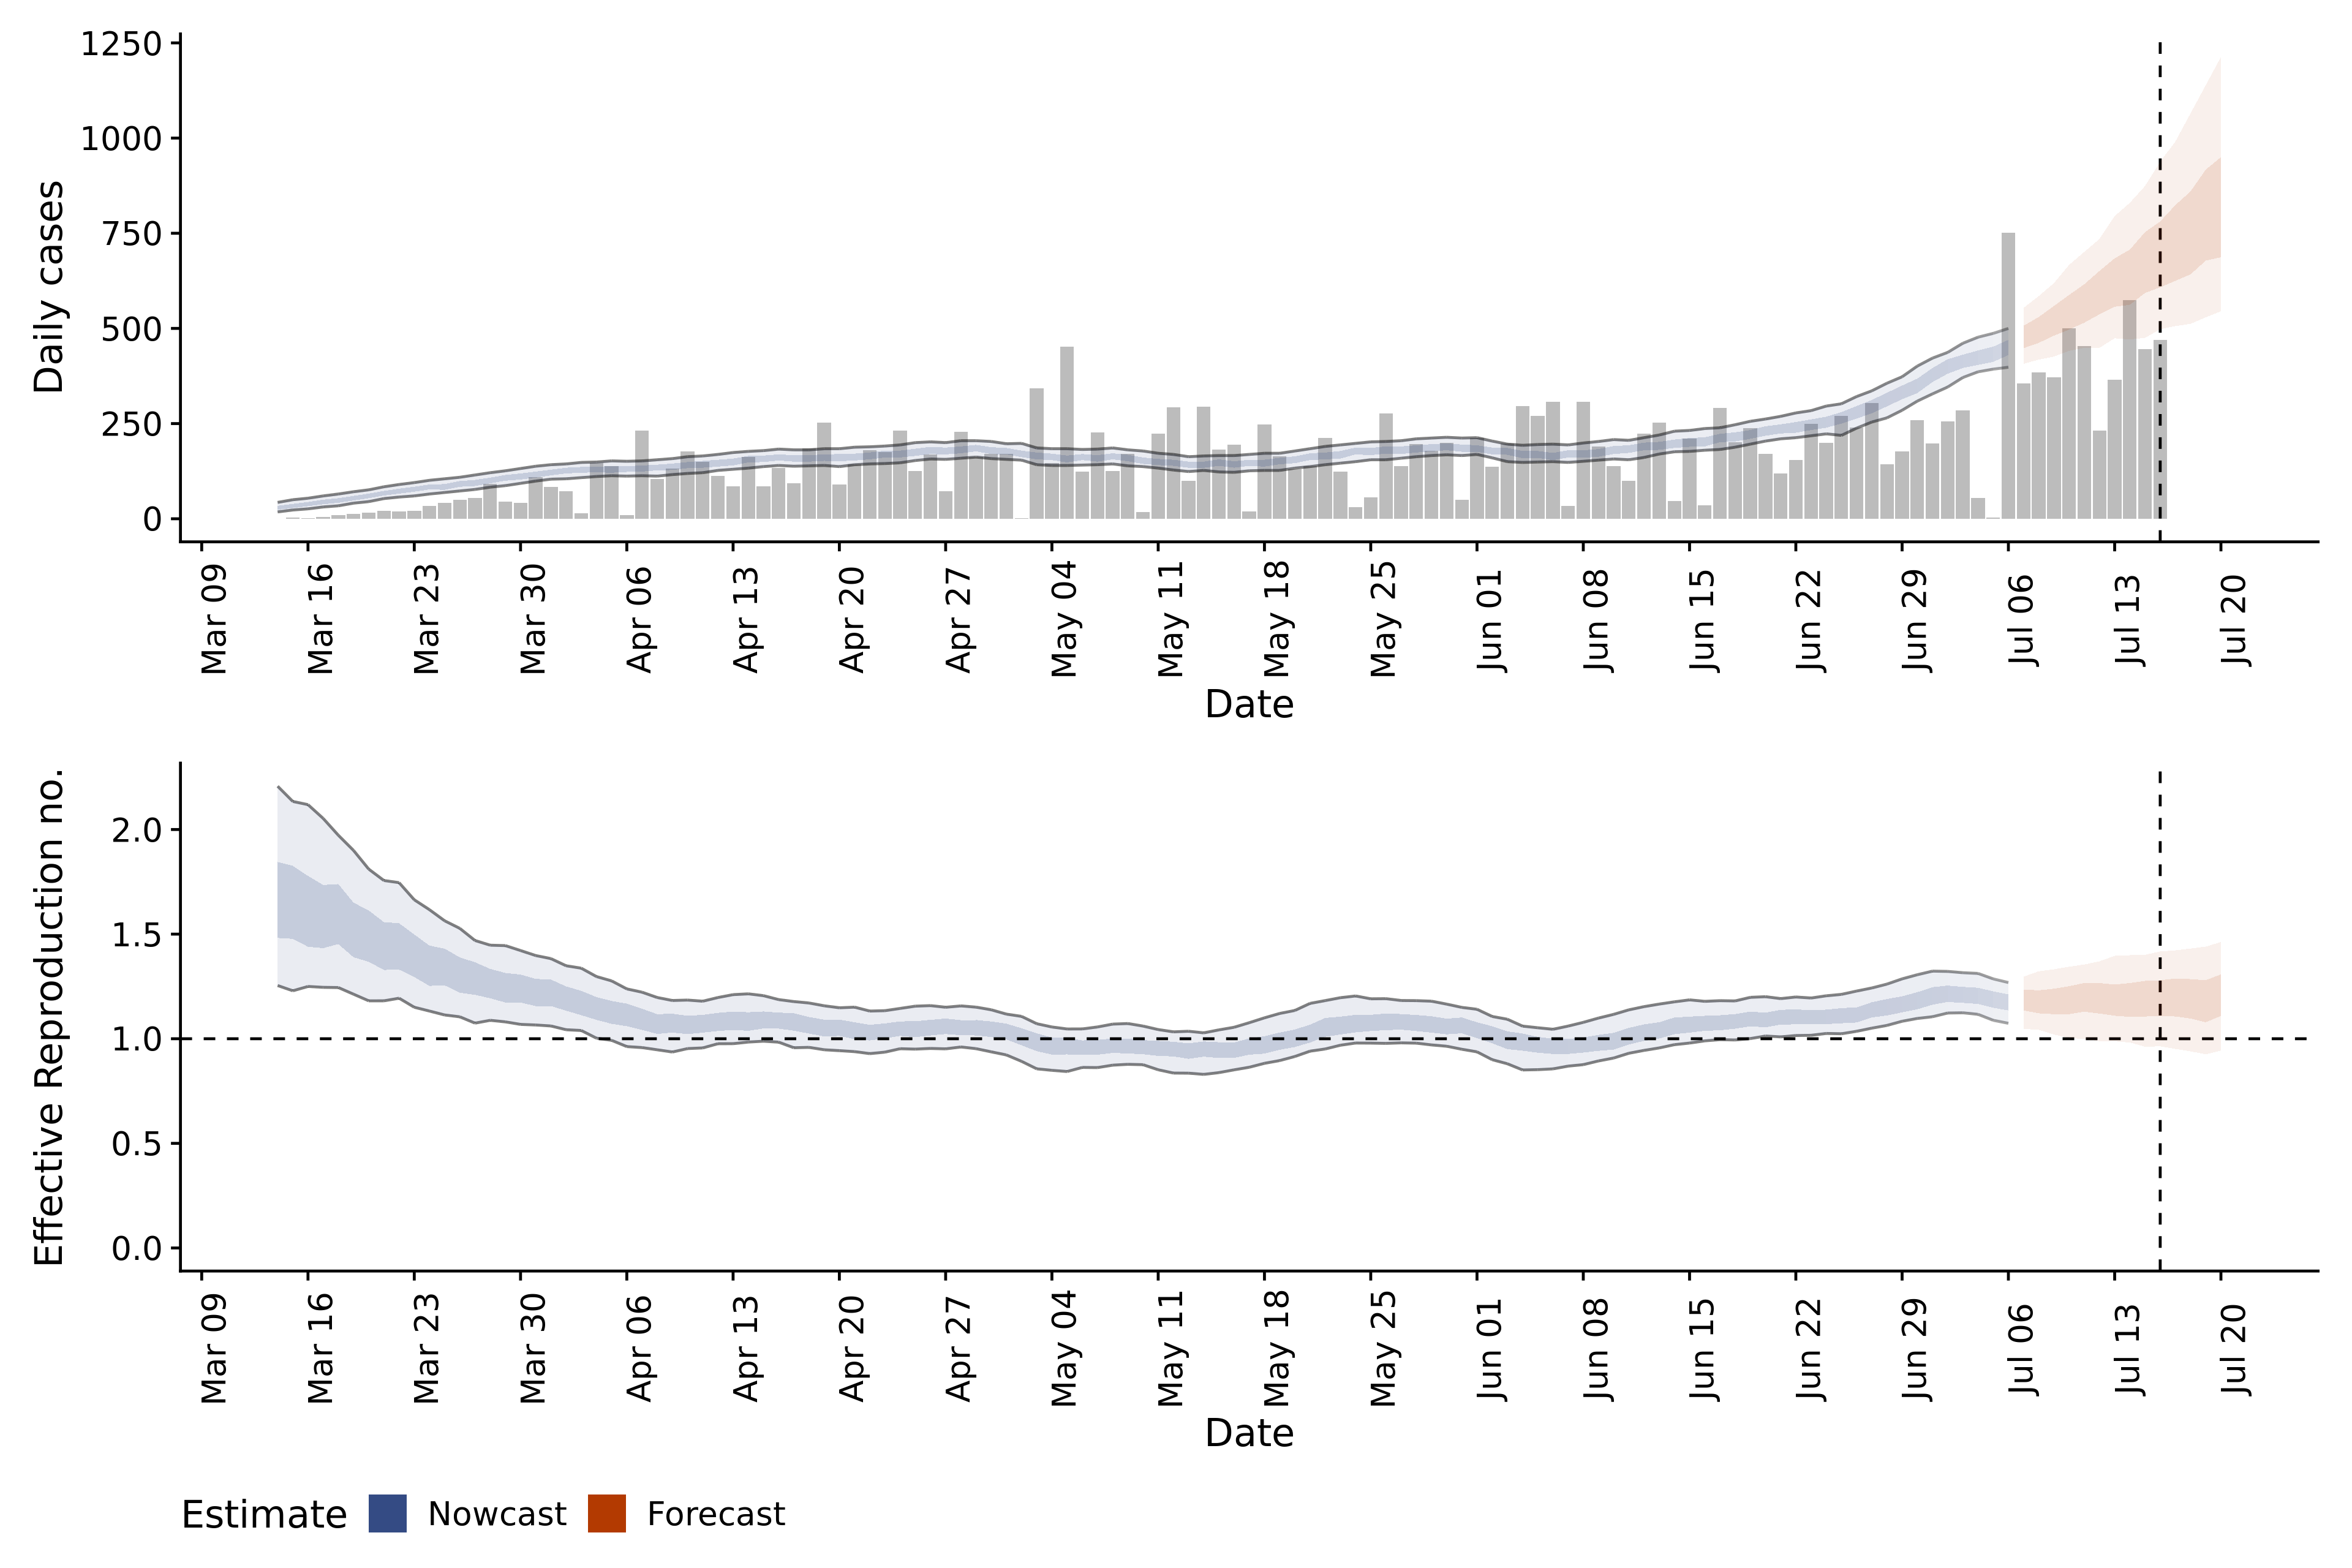 Daily cases
1250
1000
750
500
250
0
Mar 09 Mar 16 Mar 23 Mar 30 Apr 06 Apr 13 Apr 20 Apr 27 May 04 May 11 May 18 May 25 Jun 01 Jun 08 Jun 15 Jun 22 Jun 29 Jul 06 Jul 13 Jul 20
Date
Effective Reproduction no.
2.0
1.5
1.0
0.5
0.0
Mar 09 Mar 16 Mar 23 Mar 30 Apr 06 Apr 13 Apr 20 Apr 27 May 04 May 11 May 18 May 25 Jun 01 Jun 08 Jun 15 Jun 22 Jun 29 Jul 06 Jul 13 Jul 20
Date
Estimate Nowcast Forecast